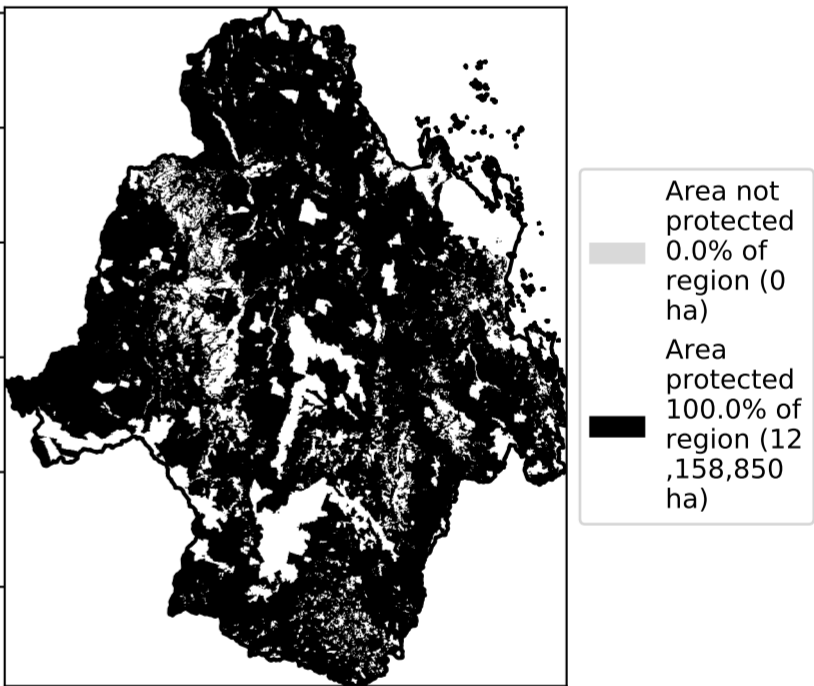 Area not
protected
0.0% of
region (0
ha)
Area
protected
100.0% of
region (12
,158,850
ha)